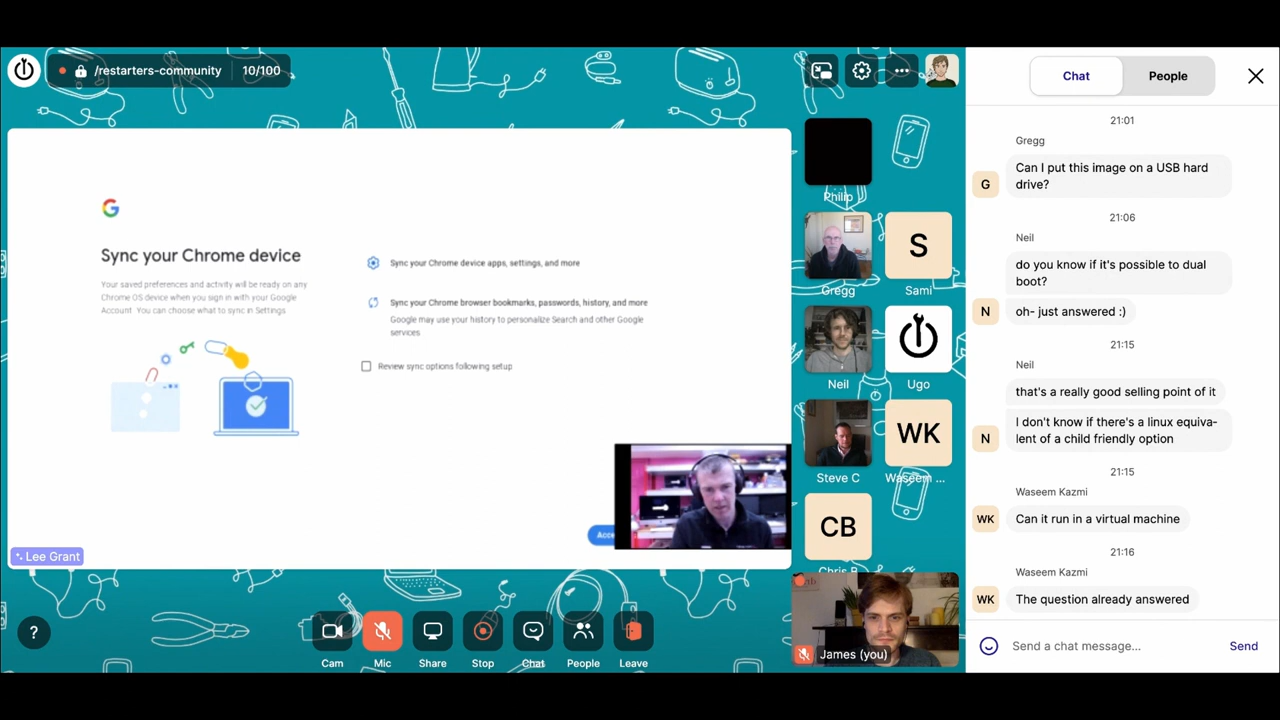 /restarters-community
10/100
Sync your Chrome device
Your saved preferences and activity will be ready on any
Chrome OS device when you sign in with your Google
Account. You can choose what to sync in Settings
Sync your Chrome device apps, settings, and more
Sync your Chrome browser bookmarks, passwords, history, and more
Google may use your history to personalize Search and other Google
services.
Review sync options following setup
Lee Grant
Philip
Gregg
S
Sami
Neil
Ugo
Steve C
WK
Waseem ...
CB
Chris
James (you)
?
Cam
Mic
Share
Stop
Chat
People
Leave
Chat
People
21:01
Gregg
G
Can I put this image on a USB hard
drive?
21:06
Neil
do you know if it's possible to dual
boot?
N
oh- just answered :)
21:15
Neil
that's a really good selling point of it
N
I don't know if there's a linux equiva-
lent of a child friendly option
21:15
Waseem Kazmi
WK
Can it run in a virtual machine
21:16
Waseem Kazmi
WK
The question already answered
Send a chat message...
Send